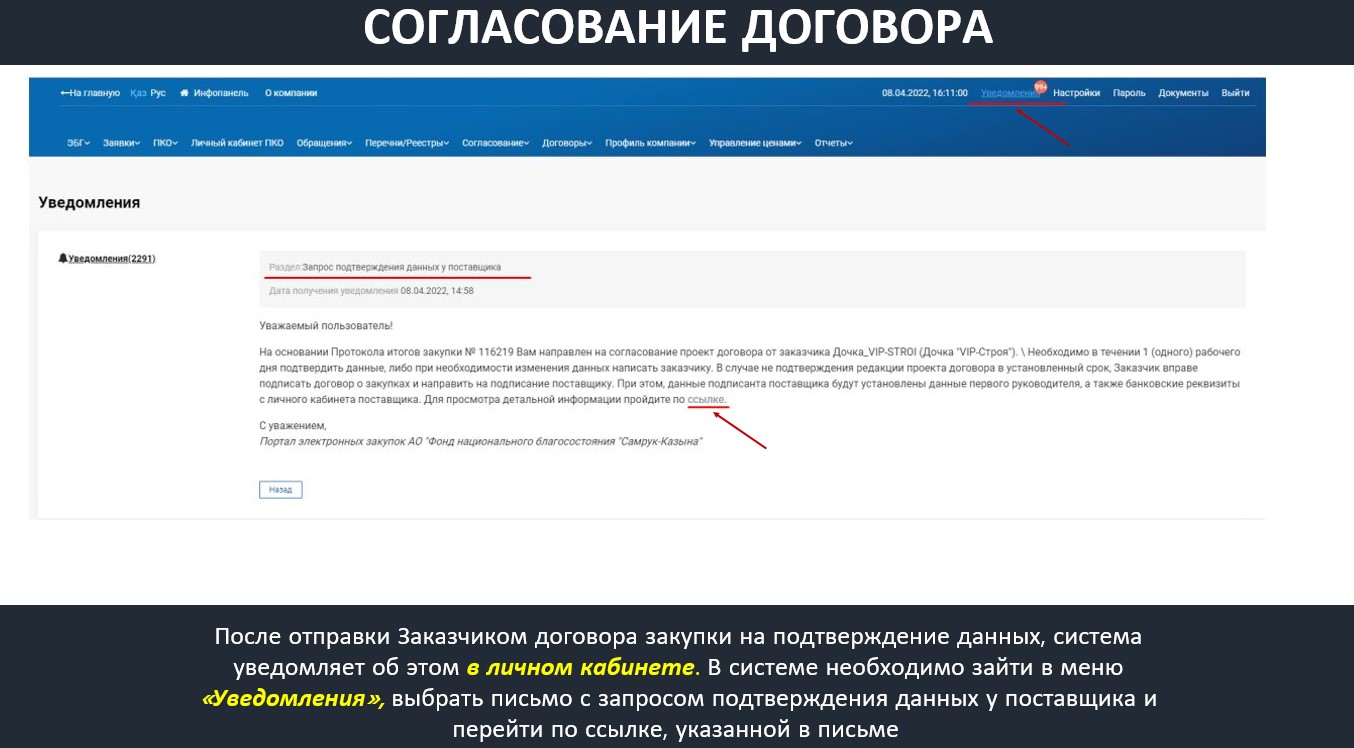 СОГЛАСОВАНИЕ ДОГОВОРА
←На главную Қаз Рус Инфопанель О компании 08.04.2022, 16:11:00 Уведомления 99+ Настройки Пароль Документы Выйти
ЭБГ Заявки ПКО Личный кабинет ПКО Обращения Перечни/Реестры Согласование Договоры Профиль компании Управление ценами Отчеты
Уведомления
Уведомления(2291)
Раздел:Запрос подтверждения данных у поставщика
Дата получения уведомления 08.04.2022, 14:58
Уважаемый пользователь!
На основании Протокола итогов закупки № 116219 Вам направлен на согласование проект договора от заказчика Дочка_VIP-STROI (Дочка "VIP-Строя"). \ Необходимо в течении 1 (одного) рабочего
дня подтвердить данные, либо при необходимости изменения данных написать заказчику. В случае не подтверждения редакции проекта договора в установленный срок, Заказчик вправе
подписать договор о закупках и направить на подписание поставщику. При этом, данные подписанта поставщика будут установлены данные первого руководителя, а также банковские реквизиты
с личного кабинета поставщика. Для просмотра детальной информации пройдите по ссылке.
С уважением,
Портал электронных закупок АО "Фонд национального благосостояния "Самрук-Казына"
Назад
После отправки Заказчиком договора закупки на подтверждение данных, система
уведомляет об этом в личном кабинете. В системе необходимо зайти в меню
«Уведомления», выбрать письмо с запросом подтверждения данных у поставщика и
перейти по ссылке, указанной в письме